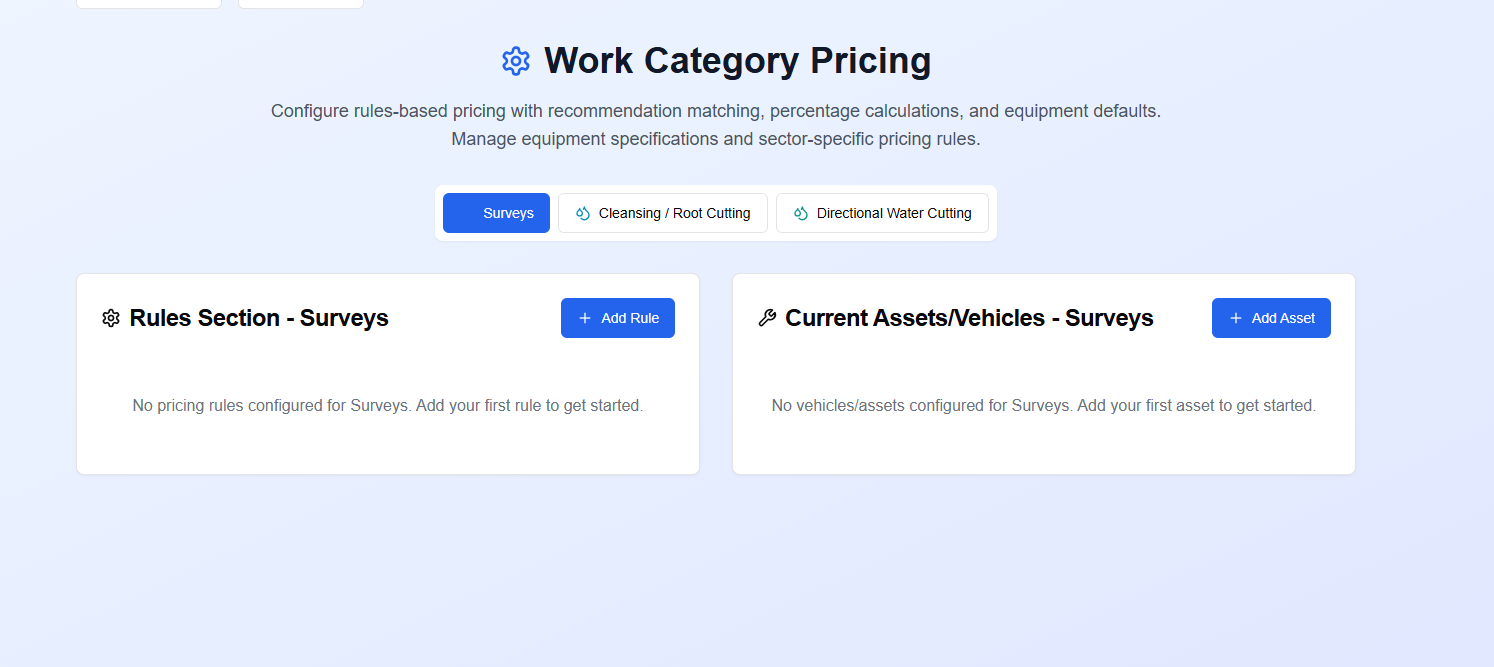 Work Category Pricing
Configure rules-based pricing with recommendation matching, percentage calculations, and equipment defaults.
Manage equipment specifications and sector-specific pricing rules.
Surveys
Cleansing / Root Cutting
Directional Water Cutting
Rules Section - Surveys
Add Rule
No pricing rules configured for Surveys. Add your first rule to get started.
Current Assets/Vehicles - Surveys
Add Asset
No vehicles/assets configured for Surveys. Add your first asset to get started.